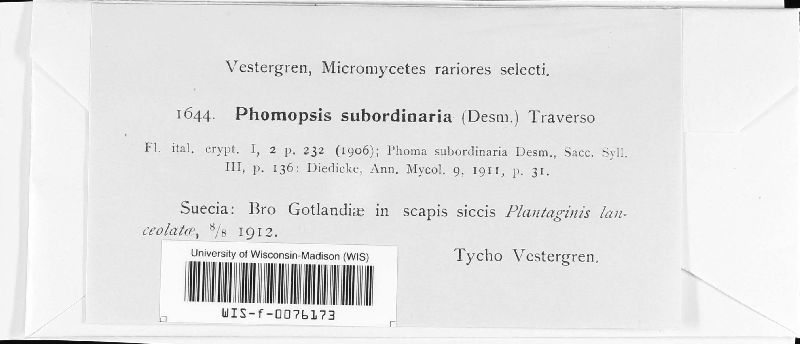 Vestergren, Micromycetes rariores selecti.
1644. Phomopsis subordinaria (Desm.) Traverso
Fl. ital. crypt. I, 2 p. 232 (1906); Phoma subordinaria Desm., Sacc. Syll.
III, p. 136: Diedicke, Ann. Mycol. 9, 1911, p. 31.
Suecia: Bro Gotlandiæ in scapis siccis Plantaginis lan-
ceolatæ, 8/8 1912.
Tycho Vestergren.
University of Wisconsin-Madison (WIS)
WIS-f-0076173